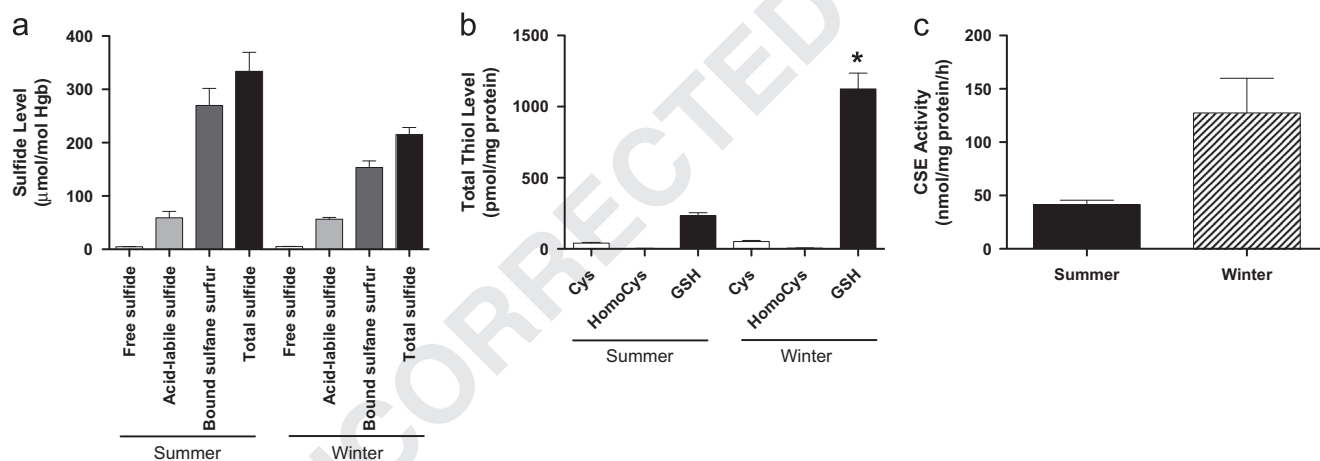 a
Sulfide Level
(μmol/mol Hgb)
400
300
200
100
0
Free sulfide
Acid-labile sulfide
Bound sulfane surfur
Total sulfide
Free sulfide
Acid-labile sulfide
Bound sulfane surfur
Total sulfide
Summer
Winter
b
Total Thiol Level
(pmol/mg protein)
1500
1000
500
0
*
Cys
HomoCys
GSH
Cys
HomoCys
GSH
Summer
Winter
c
CSE Activity
(nmol/mg protein/h)
200
150
100
50
0
Summer
Winter
NCORRECTED